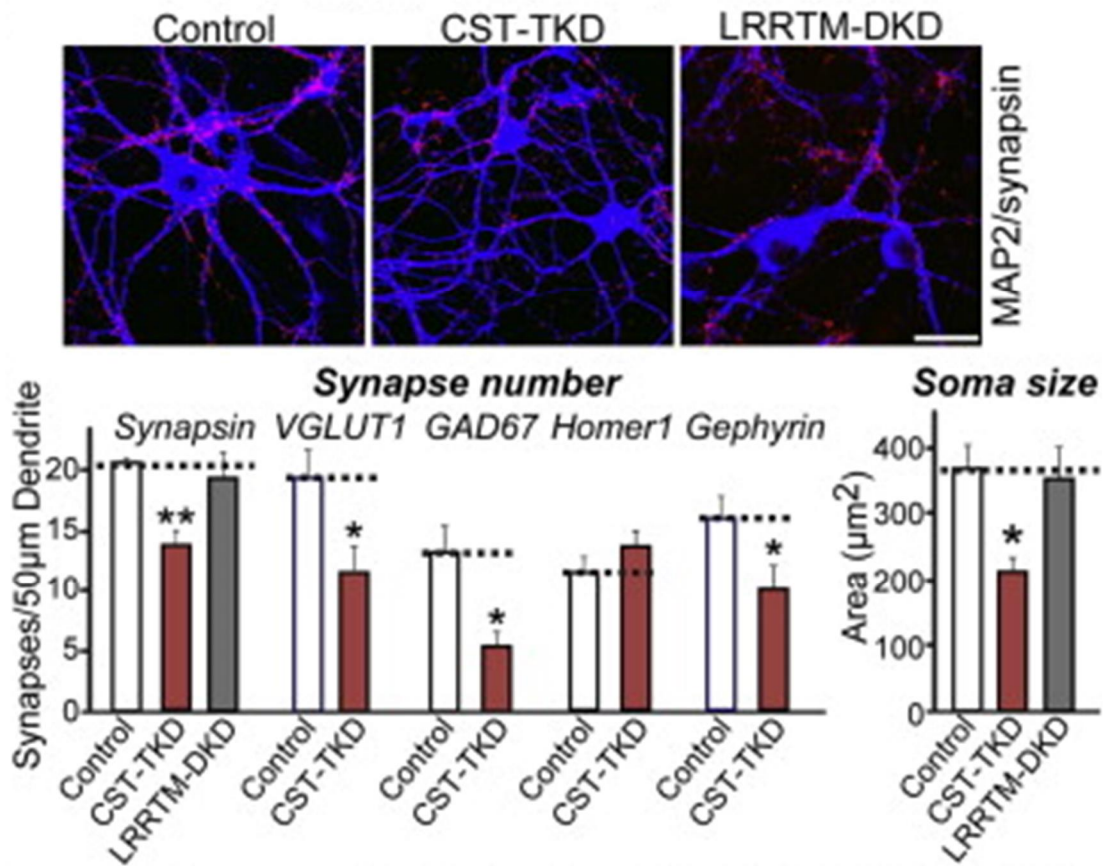 Control CST-TKD LRRTM-DKD
MAP2/synapsin
Synapse number
Soma size
Synapsin VGLUT1 GAD67 Homer1 Gephyrin
Synapses/50µm Dendrite
20
15
10
5
0
**
*
*
*
Control
CST-TKD
LRRTM-DKD
Control
CST-TKD
Control
CST-TKD
Control
CST-TKD
Control
CST-TKD
Area (µm²)
400
300
200
100
0
*
Control
CST-TKD
LRRTM-DKD